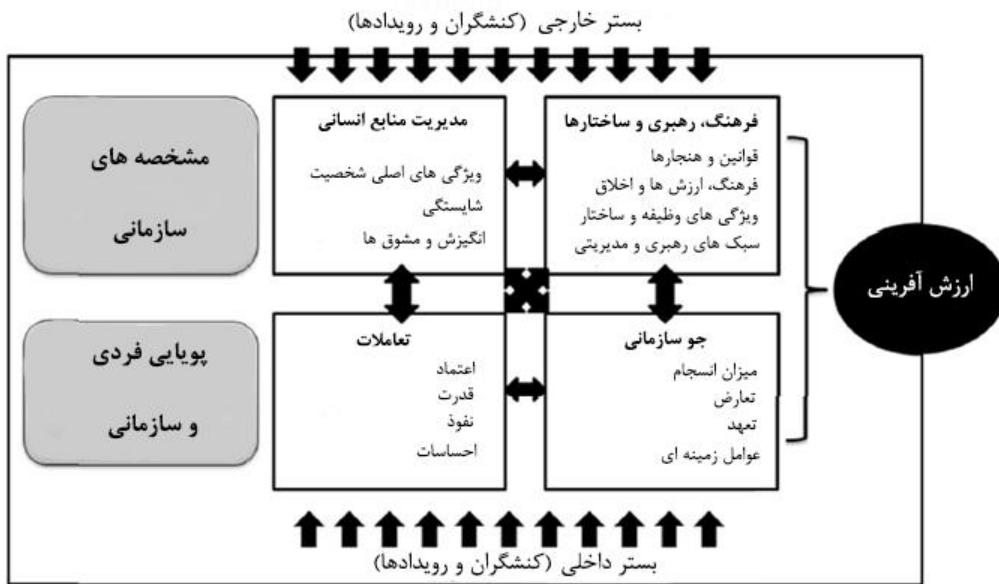 بستر خارجی (کنشگران و رویدادها)
فرهنگ، رهبری و ساختارها
قوانین و هنجارها
فرهنگ، ارزش ها و اخلاق
ویژگی های وظیفه و ساختار
سبک های رهبری و مدیریتی
مدیریت منابع انسانی
ویژگی های اصلی شخصیت
شایستگی
انگیزش و مشوق ها
مشخصه های
سازمانی
ارزش آفرینی
جو سازمانی
میزان انسجام
تعارض
تعهد
عوامل زمینه ای
تعاملات
اعتماد
قدرت
نفوذ
احساسات
پویایی فردی
و سازمانی
بستر داخلی (کنشگران و رویدادها)